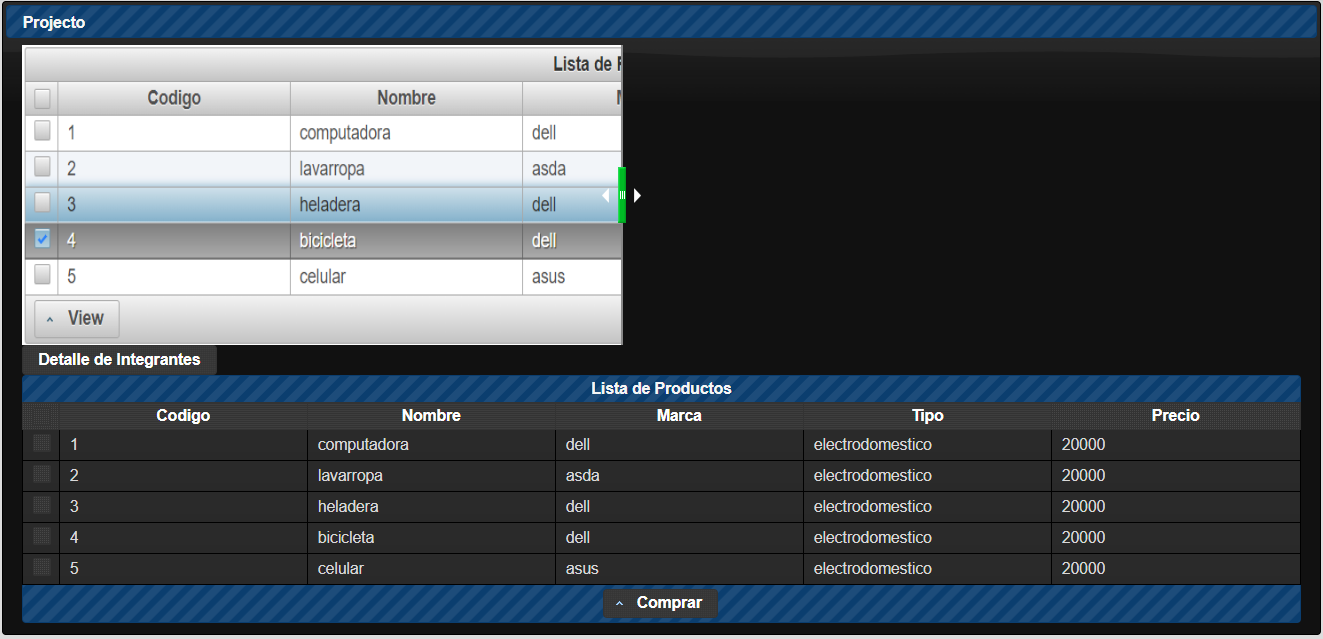 Projecto
Lista de
Codigo Nombre
1 computadora dell
2 lavarropa asda
3 heladera dell
4 bicicleta dell
5 celular asus
View
Detalle de Integrantes
Lista de Productos
Codigo Nombre Marca Tipo Precio
1 computadora dell electrodomestico 20000
2 lavarropa asda electrodomestico 20000
3 heladera dell electrodomestico 20000
4 bicicleta dell electrodomestico 20000
5 celular asus electrodomestico 20000
Comprar